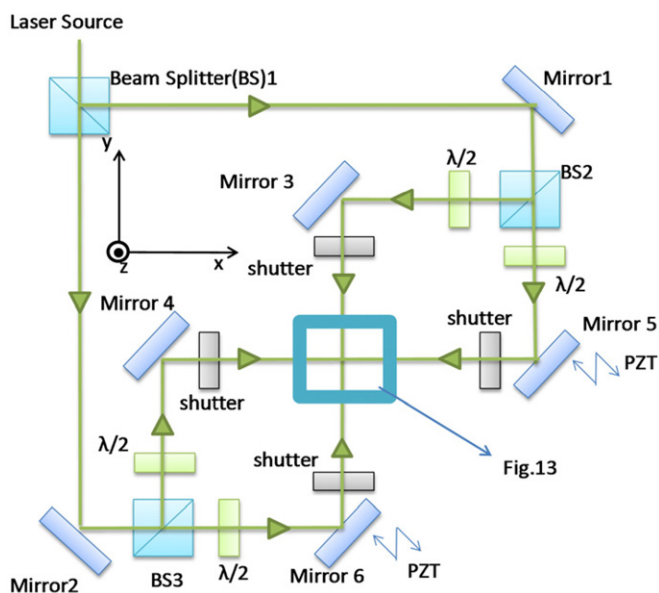 Laser Source
Beam Splitter(BS)1
Mirror1
y
λ/2
BS2
Mirror 3
z
x
shutter
λ/2
Mirror 4
shutter
Mirror 5
PZT
shutter
λ/2
shutter
Fig.13
Mirror2
BS3
λ/2
Mirror 6
PZT